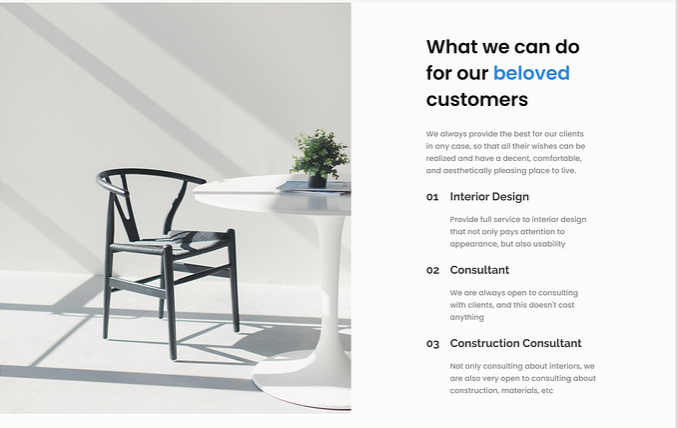 What we can do
for our beloved
customers
We always provide the best for our clients
in any case, so that all their wishes can be
realized and have a decent, comfortable,
and aesthetically pleasing place to live.
01 Interior Design
Provide full service to interior design
that not only pays attention to
appearance, but also usability
02 Consultant
We are always open to consulting
with clients, and this doesn't cost
anything
03 Construction Consultant
Not only consulting about interiors, we
are also very open to consulting about
construction, materials, etc